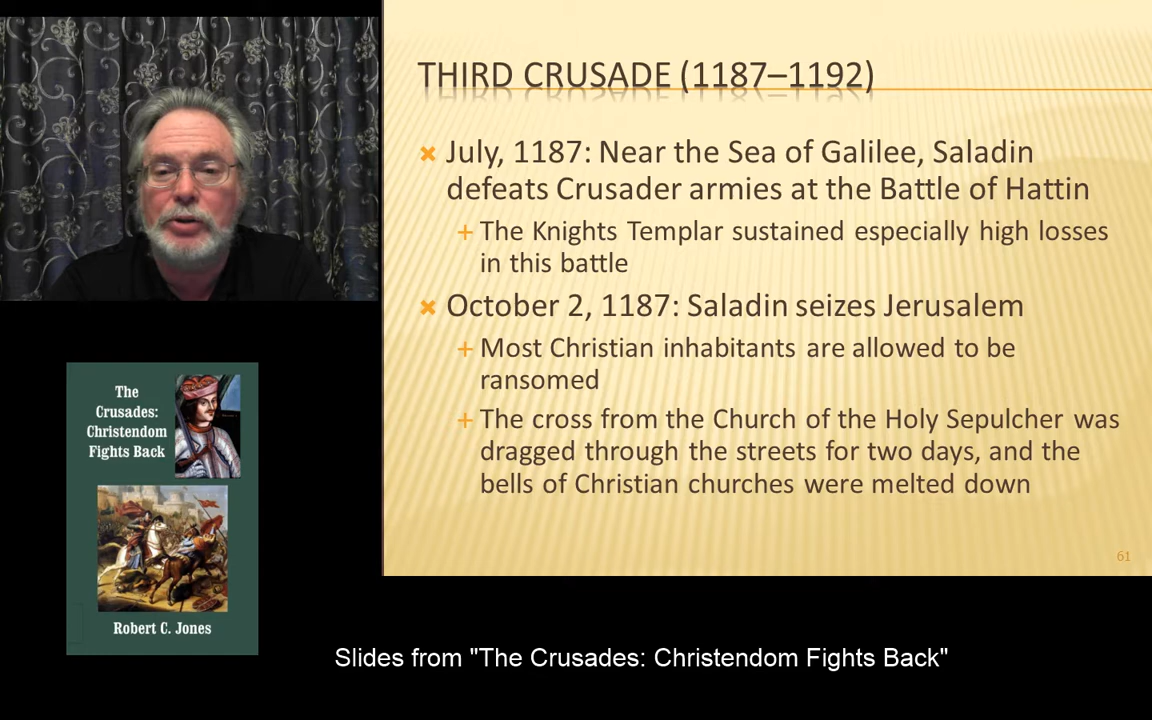 THIRD CRUSADE (1187–1192)
× July, 1187: Near the Sea of Galilee, Saladin
defeats Crusader armies at the Battle of Hattin
+ The Knights Templar sustained especially high losses
in this battle
× October 2, 1187: Saladin seizes Jerusalem
+ Most Christian inhabitants are allowed to be
ransomed
+ The cross from the Church of the Holy Sepulcher was
dragged through the streets for two days, and the
bells of Christian churches were melted down
61
The
Crusades:
Christendom
Fights Back
Robert C. Jones
Slides from "The Crusades: Christendom Fights Back"